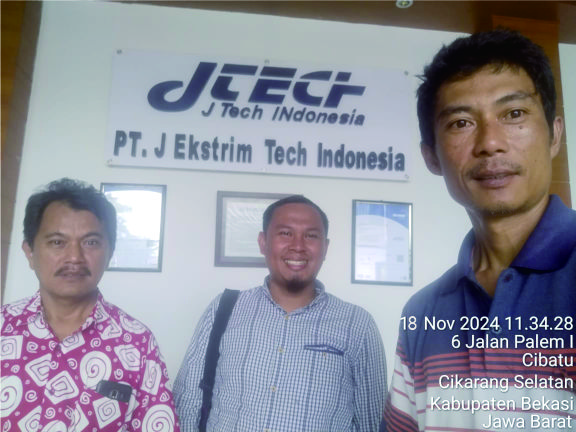 JTECH
J Tech INdonesia
PT. J Ekstrim Tech Indonesia
18 Nov 2024 11.34.28
6 Jalan Palem I
Cibatu
Cikarang Selatan
Kabupaten Bekasi
Jawa Barat